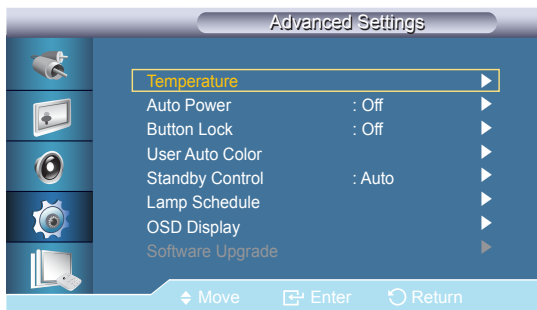 Advanced Settings
Temperature
Auto Power : Off
Button Lock : Off
User Auto Color
Standby Control : Auto
Lamp Schedule
OSD Display
Software Upgrade
Move Enter Return